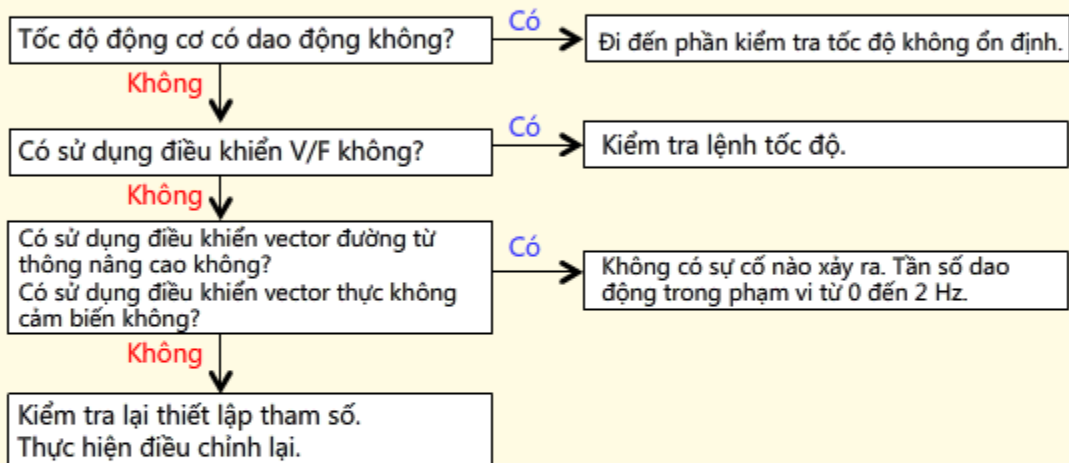 Tốc độ động cơ có dao động không?
Có
Đi đến phần kiểm tra tốc độ không ổn định.
Không
Có sử dụng điều khiển V/F không?
Có
Kiểm tra lệnh tốc độ.
Không
Có sử dụng điều khiển vector đường từ
thông nâng cao không?
Có sử dụng điều khiển vector thực không
cảm biến không?
Có
Không có sự cố nào xảy ra. Tần số dao
động trong phạm vi từ 0 đến 2 Hz.
Không
Kiểm tra lại thiết lập tham số.
Thực hiện điều chỉnh lại.